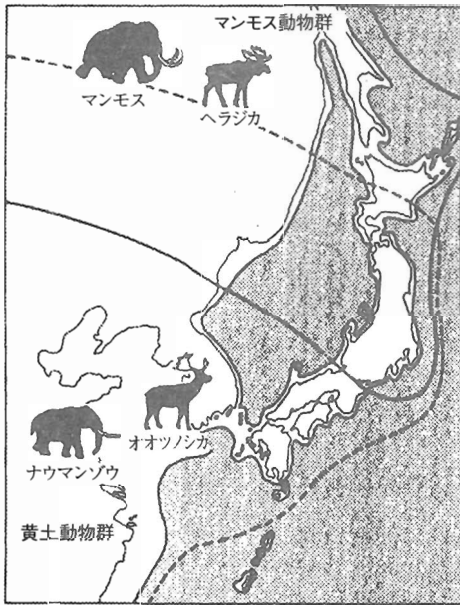 マンモス動物群
マンモス
ヘラジカ
オオツノシカ
ナウマンゾウ
黄土動物群